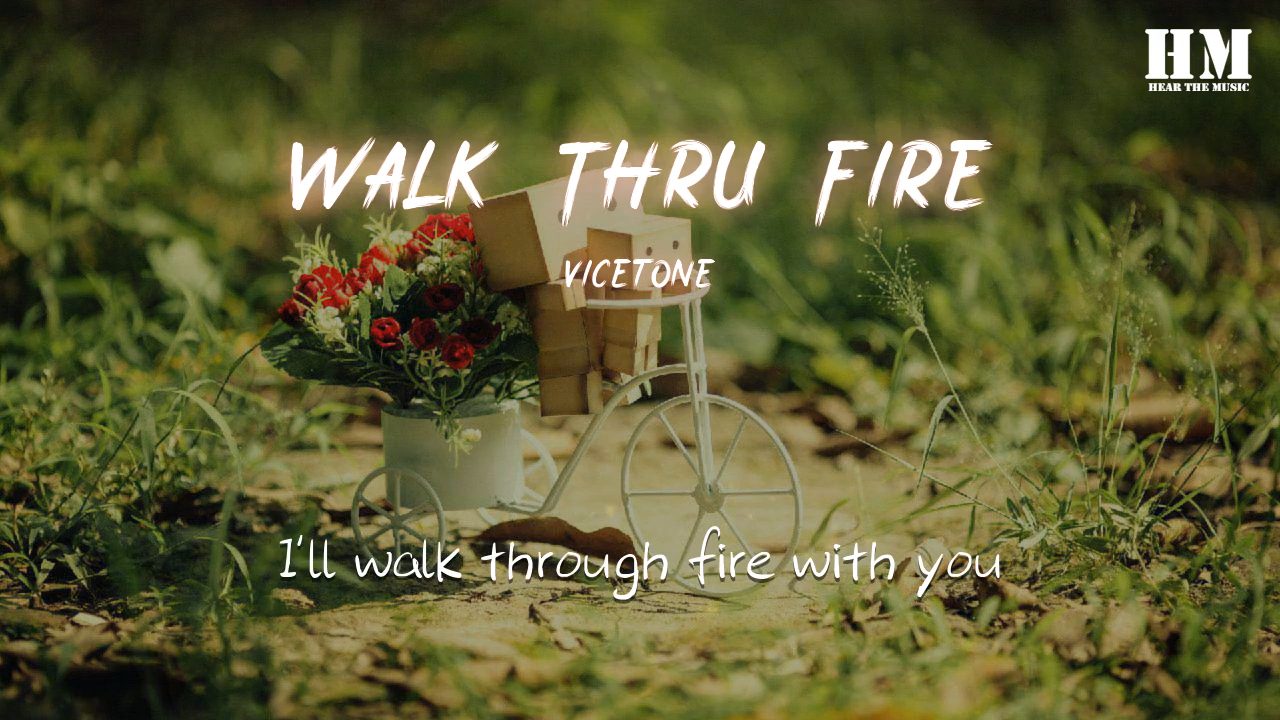 HM
HEAR THE MUSIC
WALK THRU FIRE
VICETONE
I'll walk through fire with you